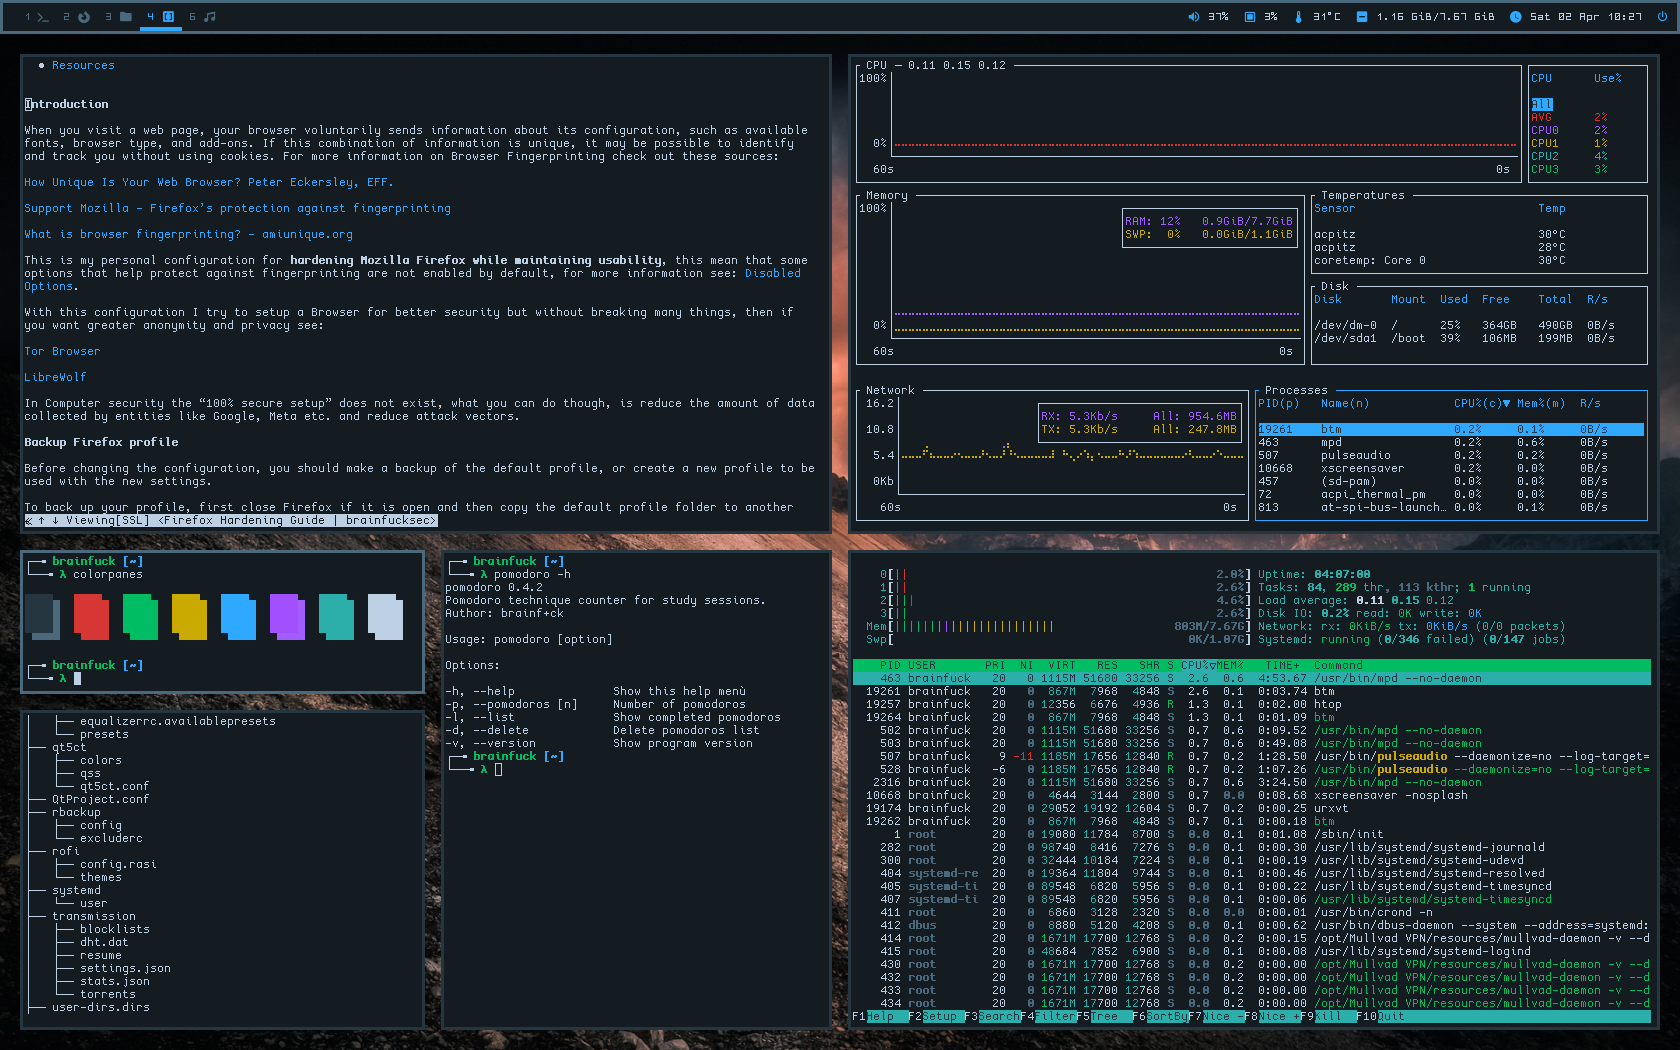 1 2 3 4 6 37% 3% 31°C 1.16 GiB/7.67 GiB Sat 02 Apr 10:27
• Resources
Introduction
When you visit a web page, your browser voluntarily sends information about its configuration, such as available
fonts, browser type, and add-ons. If this combination of information is unique, it may be possible to identify
and track you without using cookies. For more information on Browser Fingerprinting check out these sources:
How Unique Is Your Web Browser? Peter Eckersley, EFF.
Support Mozilla - Firefox's protection against fingerprinting
What is browser fingerprinting? - amiunique.org
This is my personal configuration for hardening Mozilla Firefox while maintaining usability, this mean that some
options that help protect against fingerprinting are not enabled by default, for more information see: Disabled
Options.
With this configuration I try to setup a Browser for better security but without breaking many things, then if
you want greater anonymity and privacy see:
Tor Browser
LibreWolf
In Computer security the “100% secure setup” does not exist, what you can do though, is reduce the amount of data
collected by entities like Google, Meta etc. and reduce attack vectors.
Backup Firefox profile
Before changing the configuration, you should make a backup of the default profile, or create a new profile to be
used with the new settings.
To back up your profile, first close Firefox if it is open and then copy the default profile folder to another
≪ ↑ ↓ Viewing[SSL] <Firefox Hardening Guide | brainfucksec>
CPU — 0.11 0.15 0.12
100%
0%
60s 0s
CPU Use%
All
AVG 2%
CPU0 2%
CPU1 1%
CPU2 4%
CPU3 3%
Memory
100%
RAM: 12% 0.9GiB/7.7GiB
SWP: 0% 0.0GiB/1.1GiB
0%
60s 0s
Temperatures
Sensor Temp
acpitz 30°C
acpitz 28°C
coretemp: Core 0 30°C
Disk
Disk Mount Used Free Total R/s
/dev/dm-0 / 25% 364GB 490GB 0B/s
/dev/sda1 /boot 39% 106MB 199MB 0B/s
Network
16.2
RX: 5.3Kb/s All: 954.6MB
TX: 5.3Kb/s All: 247.8MB
10.8
5.4
0Kb
60s 0s
Processes
PID(p) Name(n) CPU%(c)▼ Mem%(m) R/s
19261 btm 0.2% 0.1% 0B/s
463 mpd 0.2% 0.6% 0B/s
507 pulseaudio 0.2% 0.2% 0B/s
10668 xscreensaver 0.2% 0.0% 0B/s
457 (sd-pam) 0.0% 0.0% 0B/s
72 acpi_thermal_pm 0.0% 0.0% 0B/s
813 at-spi-bus-launch… 0.0% 0.1% 0B/s
brainfuck [~]
λ colorpanes
brainfuck [~]
λ
├── equalizerrc.availablepresets
└── presets
├── qt5ct
├── colors
├── qss
└── qt5ct.conf
├── QtProject.conf
├── rbackup
├── config
└── excluderc
├── rofi
├── config.rasi
└── themes
├── systemd
└── user
├── transmission
├── blocklists
├── dht.dat
├── resume
├── settings.json
├── stats.json
└── torrents
├── user-dirs.dirs
brainfuck [~]
λ pomodoro -h
pomodoro 0.4.2
Pomodoro technique counter for study sessions.
Author: brainf+ck
Usage: pomodoro [option]
Options:
-h, --help Show this help menù
-p, --pomodoros [n] Number of pomodoros
-l, --list Show completed pomodoros
-d, --delete Delete pomodoros list
-v, --version Show program version
brainfuck [~]
λ
0[|| 2.0%] Uptime: 04:07:00
1[|| 2.6%] Tasks: 84, 289 thr, 113 kthr; 1 running
2[||| 4.6%] Load average: 0.11 0.15 0.12
3[|| 2.6%] Disk IO: 0.2% read: 0K write: 0K
Mem[||||||||||||||||||||||| 803M/7.67G] Network: rx: 0KiB/s tx: 0KiB/s (0/0 packets)
Swp[ 0K/1.07G] Systemd: running (0/346 failed) (0/147 jobs)
PID USER PRI NI VIRT RES SHR S CPU%▽MEM% TIME+ Command
463 brainfuck 20 0 1115M 51680 33256 S 2.6 0.6 4:53.67 /usr/bin/mpd --no-daemon
19261 brainfuck 20 0 867M 7968 4848 S 2.6 0.1 0:03.74 btm
19257 brainfuck 20 0 12356 6676 4936 R 1.3 0.1 0:02.00 htop
19264 brainfuck 20 0 867M 7968 4848 S 1.3 0.1 0:01.09 btm
502 brainfuck 20 0 1115M 51680 33256 S 0.7 0.6 0:09.52 /usr/bin/mpd --no-daemon
503 brainfuck 20 0 1115M 51680 33256 S 0.7 0.6 0:49.08 /usr/bin/mpd --no-daemon
507 brainfuck 9 -11 1185M 17656 12840 R 0.7 0.2 1:28.50 /usr/bin/pulseaudio --daemonize=no --log-target=
528 brainfuck -6 0 1185M 17656 12840 R 0.7 0.2 1:07.26 /usr/bin/pulseaudio --daemonize=no --log-target=
2316 brainfuck 20 0 1115M 51680 33256 S 0.7 0.6 3:24.50 /usr/bin/mpd --no-daemon
10668 brainfuck 20 0 4644 3144 2800 S 0.7 0.0 0:08.68 xscreensaver -nosplash
19174 brainfuck 20 0 29052 19192 12604 S 0.7 0.2 0:00.25 urxvt
19262 brainfuck 20 0 867M 7968 4848 S 0.7 0.1 0:00.18 btm
1 root 20 0 19080 11784 8700 S 0.0 0.1 0:01.08 /sbin/init
282 root 20 0 98740 8416 7276 S 0.0 0.1 0:00.30 /usr/lib/systemd/systemd-journald
300 root 20 0 32444 10184 7224 S 0.0 0.1 0:00.19 /usr/lib/systemd/systemd-udevd
404 systemd-re 20 0 19364 11804 9744 S 0.0 0.1 0:00.46 /usr/lib/systemd/systemd-resolved
405 systemd-ti 20 0 89548 6820 5956 S 0.0 0.1 0:00.22 /usr/lib/systemd/systemd-timesyncd
407 systemd-ti 20 0 89548 6820 5956 S 0.0 0.1 0:00.06 /usr/lib/systemd/systemd-timesyncd
411 root 20 0 6860 3128 2320 S 0.0 0.0 0:00.01 /usr/bin/crond -n
412 dbus 20 0 8880 5120 4208 S 0.0 0.1 0:00.62 /usr/bin/dbus-daemon --system --address=systemd:
414 root 20 0 1671M 17700 12768 S 0.0 0.2 0:00.15 /opt/Mullvad VPN/resources/mullvad-daemon -v --d
415 root 20 0 48684 7852 6900 S 0.0 0.1 0:00.08 /usr/lib/systemd/systemd-logind
430 root 20 0 1671M 17700 12768 S 0.0 0.2 0:00.00 /opt/Mullvad VPN/resources/mullvad-daemon -v --d
432 root 20 0 1671M 17700 12768 S 0.0 0.2 0:00.00 /opt/Mullvad VPN/resources/mullvad-daemon -v --d
433 root 20 0 1671M 17700 12768 S 0.0 0.2 0:00.00 /opt/Mullvad VPN/resources/mullvad-daemon -v --d
434 root 20 0 1671M 17700 12768 S 0.0 0.2 0:00.00 /opt/Mullvad VPN/resources/mullvad-daemon -v --d
F1Help F2Setup F3SearchF4FilterF5Tree F6SortByF7Nice -F8Nice +F9Kill F10Quit